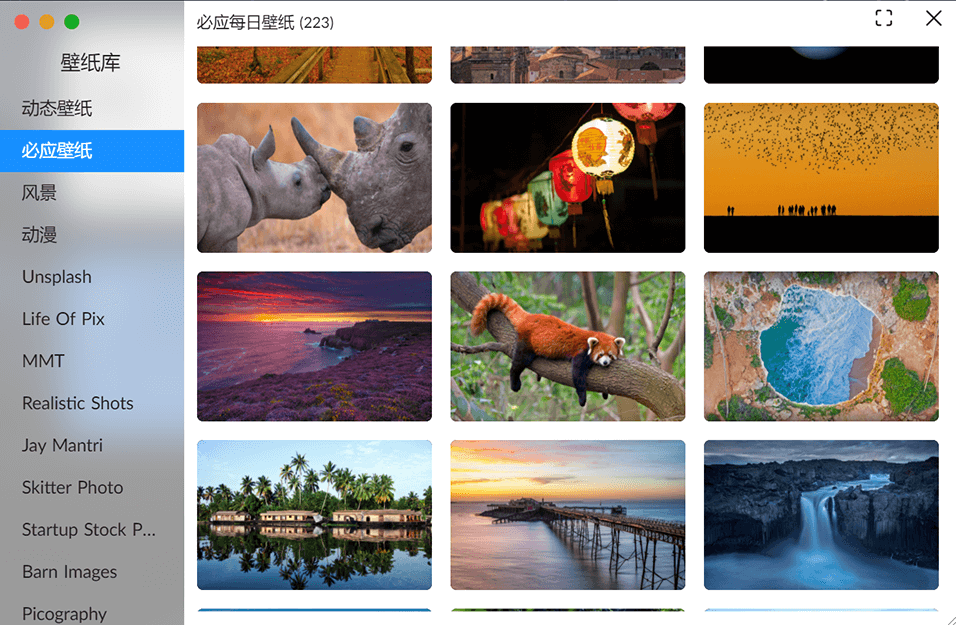 必应每日壁纸 (223)
壁纸库
动态壁纸
必应壁纸
风景
动漫
Unsplash
Life Of Pix
MMT
Realistic Shots
Jay Mantri
Skitter Photo
Startup Stock P...
Barn Images
Picography